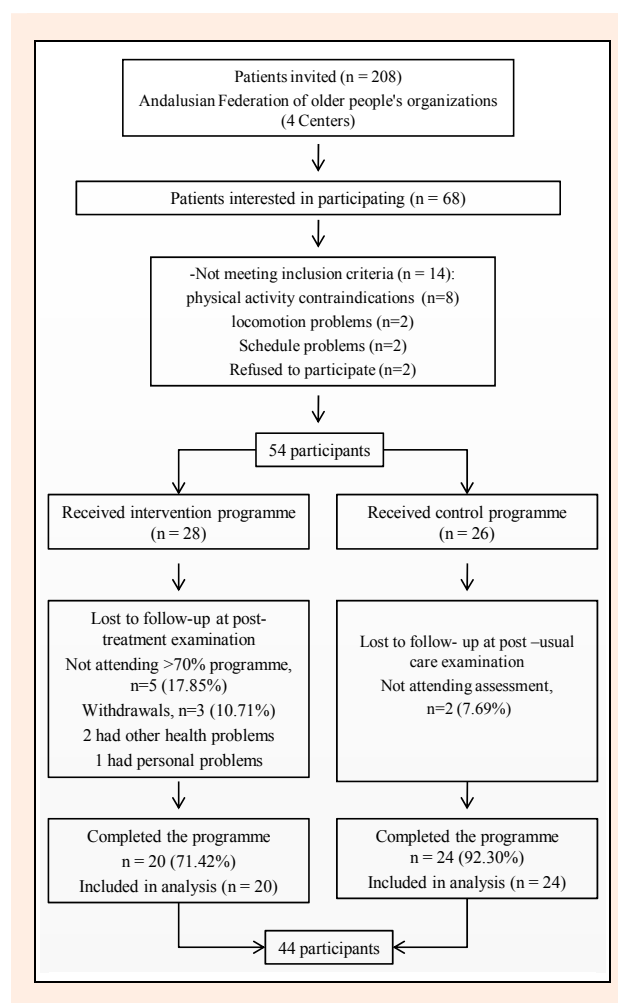 Patients invited (n = 208)
Andalusian Federation of older people's organizations
(4 Centers)
Patients interested in participating (n = 68)
-Not meeting inclusion criteria (n = 14):
physical activity contraindications (n=8)
locomotion problems (n=2)
Schedule problems (n=2)
Refused to participate (n=2)
54 participants
Received intervention programme
(n = 28)
Received control programme
(n = 26)
Lost to follow-up at post-
treatment examination
Not attending >70% programme,
n=5 (17.85%)
Withdrawals, n=3 (10.71%)
2 had other health problems
1 had personal problems
Lost to follow- up at post –usual
care examination
Not attending assessment,
n=2 (7.69%)
Completed the programme
n = 20 (71.42%)
Included in analysis (n = 20)
Completed the programme
n = 24 (92.30%)
Included in analysis (n = 24)
44 participants